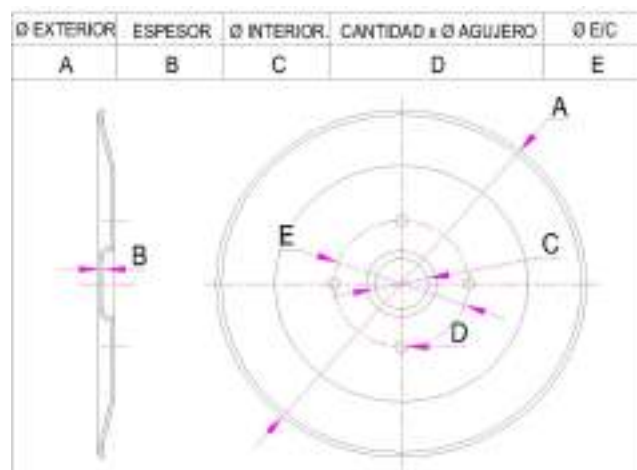 Ø EXTERIOR ESPESOR Ø INTERIOR. CANTIDAD x Ø AGUJERO Ø E/C
A B C D E
A
E
C
B
D